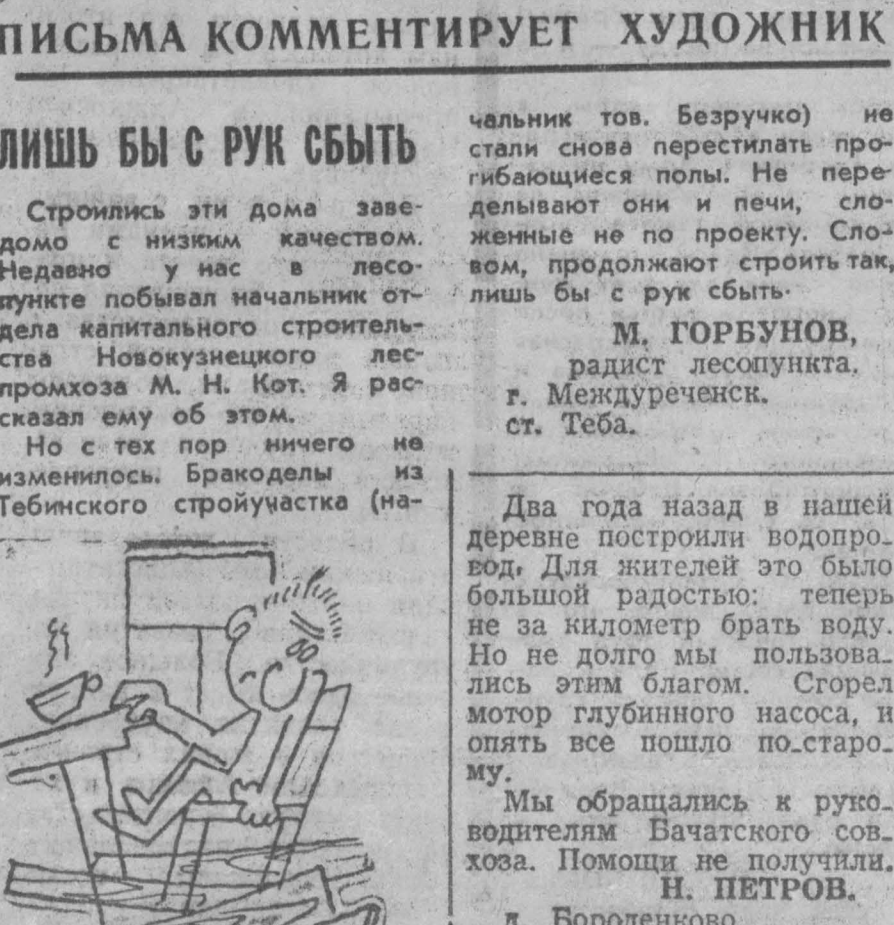 ПИСЬМА КОММЕНТИРУЕТ ХУДОЖНИК
ЛИШЬ БЫ С РУК СБЫТЬ
Строились эти дома заве-
домо с низким качеством.
Недавно у нас в лесо-
пункте побывал начальник от-
дела капитального строитель-
ства Новокузнецкого лес-
промхоза М. Н. Кот. Я рас-
сказал ему об этом.
Но с тех пор ничего не
изменилось. Бракоделы из
Тебинского стройучастка (на-
чальник тов. Безручко) не
стали снова перестилать про-
гибающиеся полы. Не пере-
делывают они и печи, сло-
женные не по проекту. Сло-
вом, продолжают строить так,
лишь бы с рук сбыть.
М. ГОРБУНОВ,
радист лесопункта.
г. Междуреченск.
ст. Теба.
Два года назад в нашей
деревне построили водопро-
вод. Для жителей это было
большой радостью: теперь
не за километр брать воду.
Но не долго мы пользова-
лись этим благом. Сгорел
мотор глубинного насоса, и
опять все пошло по-старо-
му.
Мы обращались к руко-
водителям Бачатского сов-
хоза. Помощи не получили.
Н. ПЕТРОВ.
д. Бороденково.